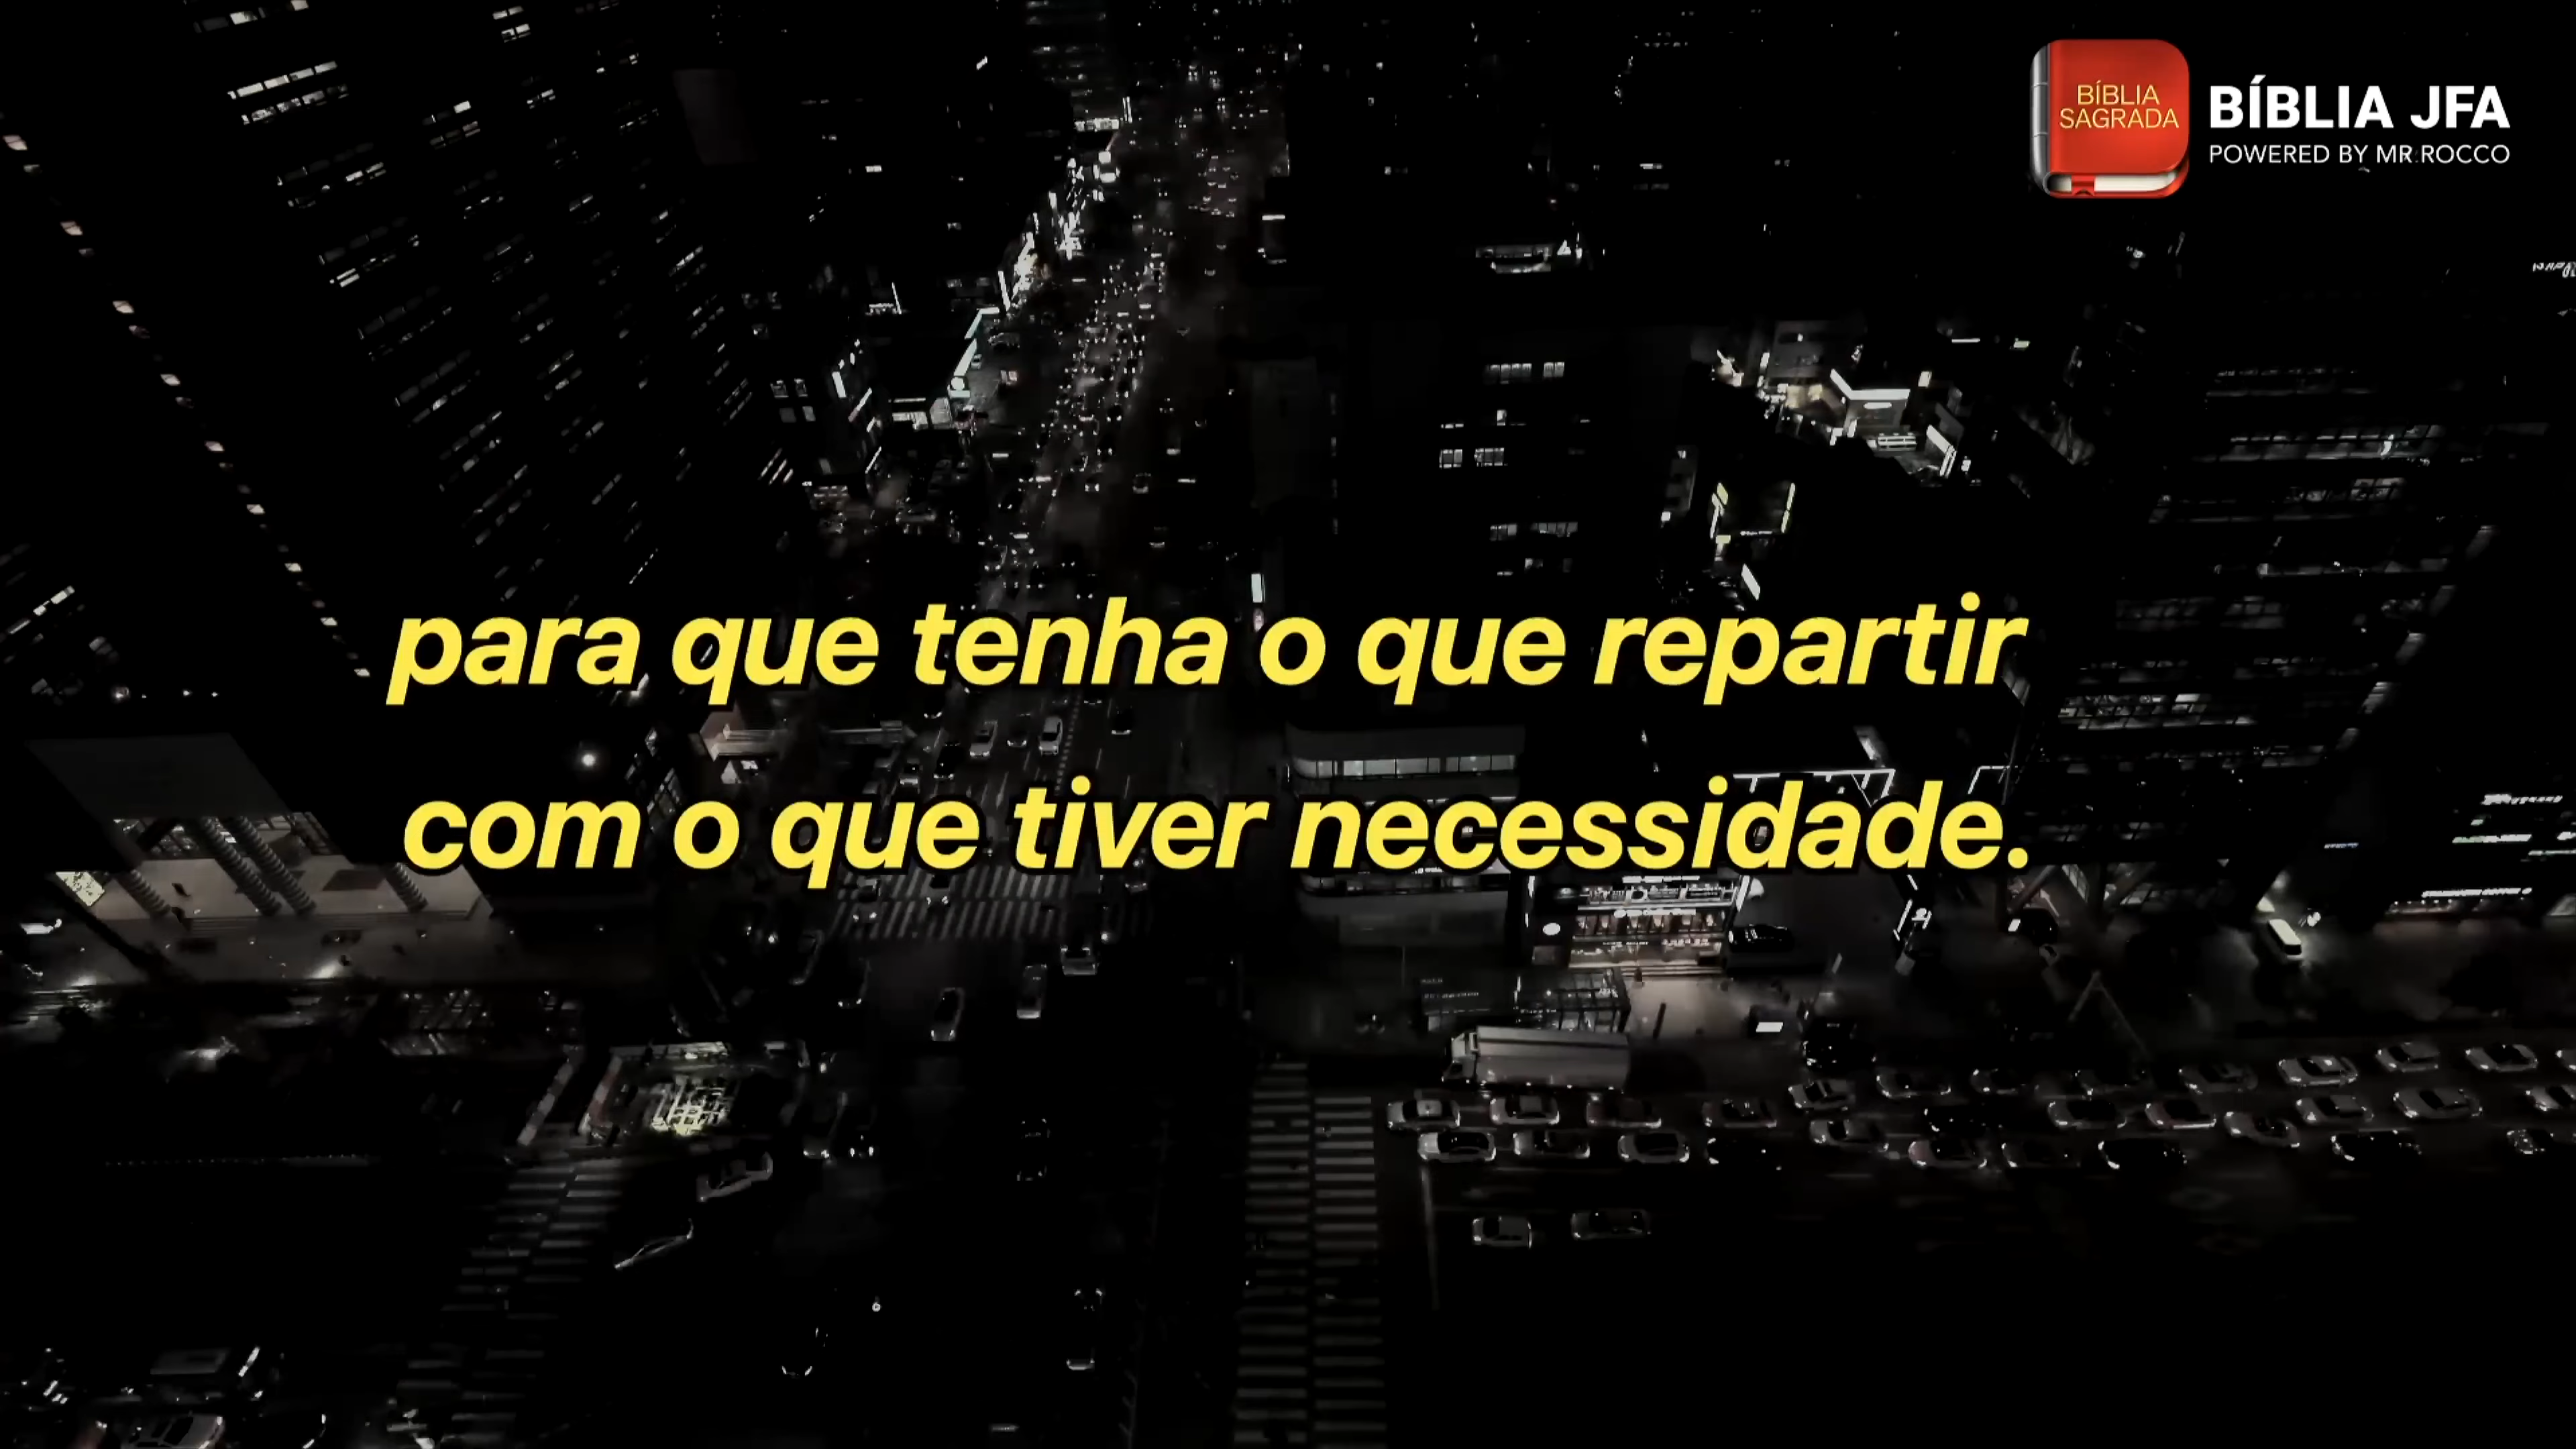 BÍBLIA
SAGRADA
BÍBLIA JFA
POWERED BY MR ROCCO
para que tenha o que repartir
com o que tiver necessidade.